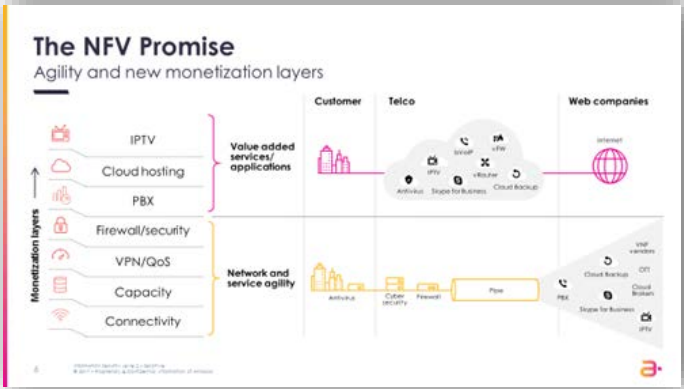 The NFV Promise
Agility and new monetization layers
Customer
Telco
Web companies
Monetization layers
IPTV
Cloud hosting
PBX
Firewall/security
VPN/QoS
Capacity
Connectivity
Value added
services/
applications
Network and
service agility
vFW
IPTV
vRouter
Antivirus
Skype for Business
Cloud Backup
Internet
Antivirus
Cyber
security
Firewall
Pipe
PBX
Cloud Backup
Skype for Business
VNF
vendors
OTT
Cloud
Brokers
IPTV
6
a